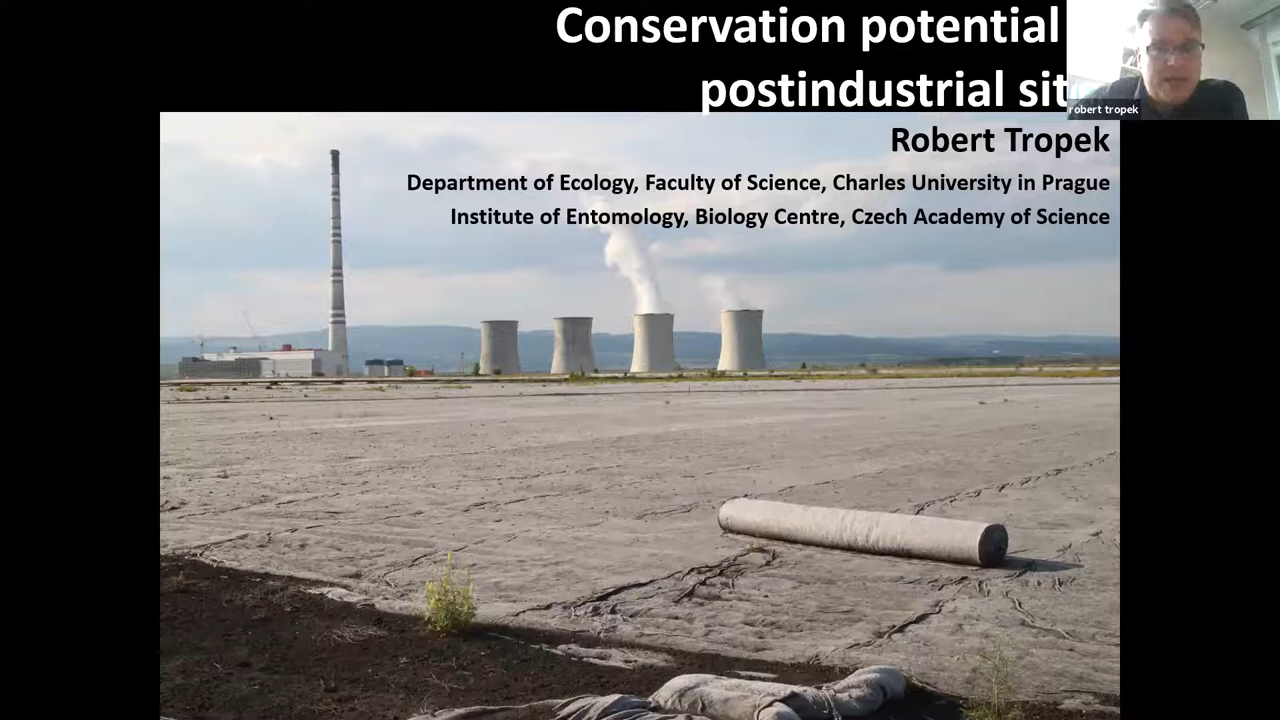 Conservation potential
postindustrial sit
robert tropek
Robert Tropek
Department of Ecology, Faculty of Science, Charles University in Prague
Institute of Entomology, Biology Centre, Czech Academy of Science